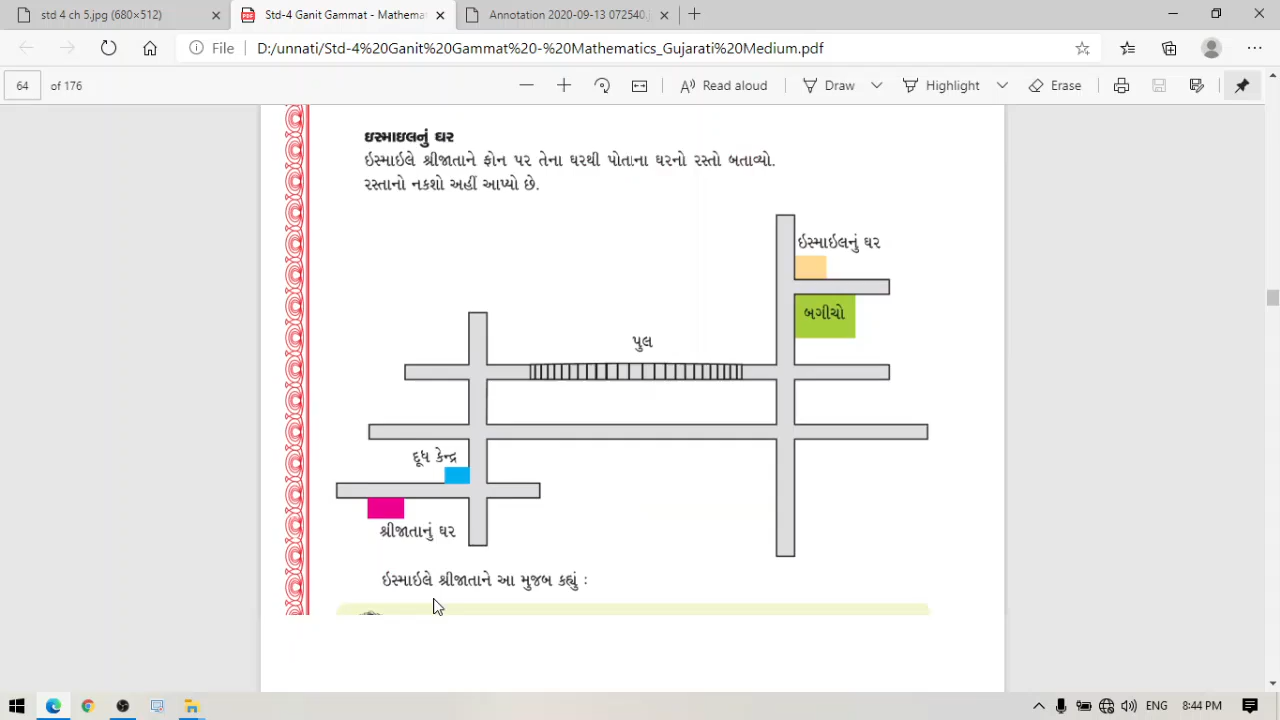 std 4 ch 5.jpg (680×512)
Std-4 Ganit Gammat - Mathemati
Annotation 2020-09-13 072540.j
File
D:/unnati/Std-4%20Ganit%20Gammat%20-%20Mathematics_Gujarati%20Medium.pdf
64 of 176
Read aloud
Draw
Highlight
Erase
ઇસ્માઇલનું ઘર
ઇસ્માઇલે શ્રીજાતાને ફોન પર તેના ઘરથી પોતાના ઘરનો રસ્તો બતાવ્યો.
રસ્તાનો નકશો અહીં આપ્યો છે.
ઇસ્માઇલનું ઘર
બગીચો
પુલ
દૂધ કેન્દ્ર
શ્રીજાતાનું ઘર
ઇસ્માઇલે શ્રીજાતાને આ મુજબ કહ્યું :
ENG
8:44 PM